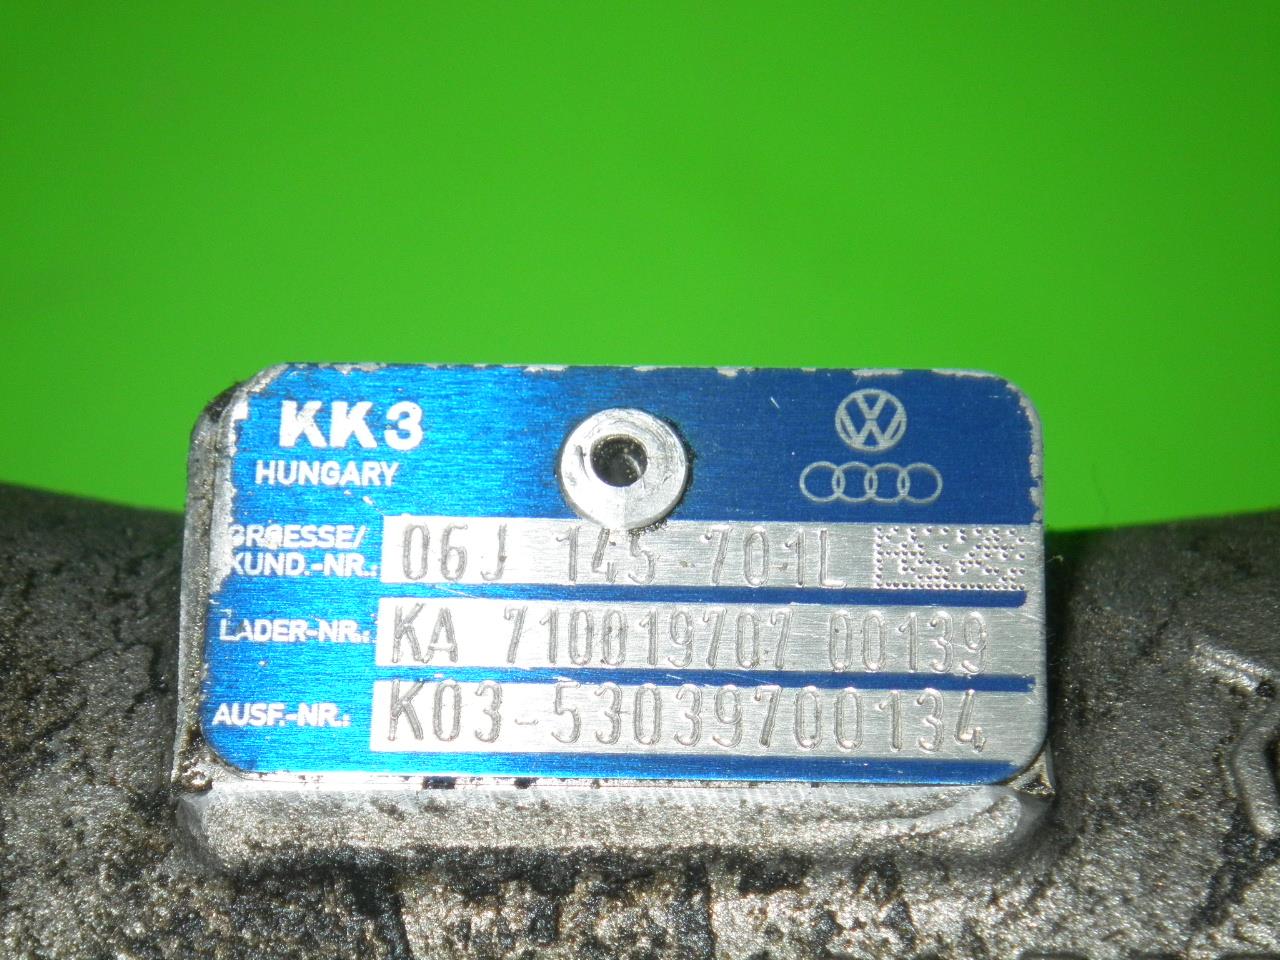 KK3
HUNGARY
GROESSE/
KUND.-NR.: 06J 145 701L
LADER-NR.: KA 710019707 00139
AUSF.-NR.: K03-53039700134